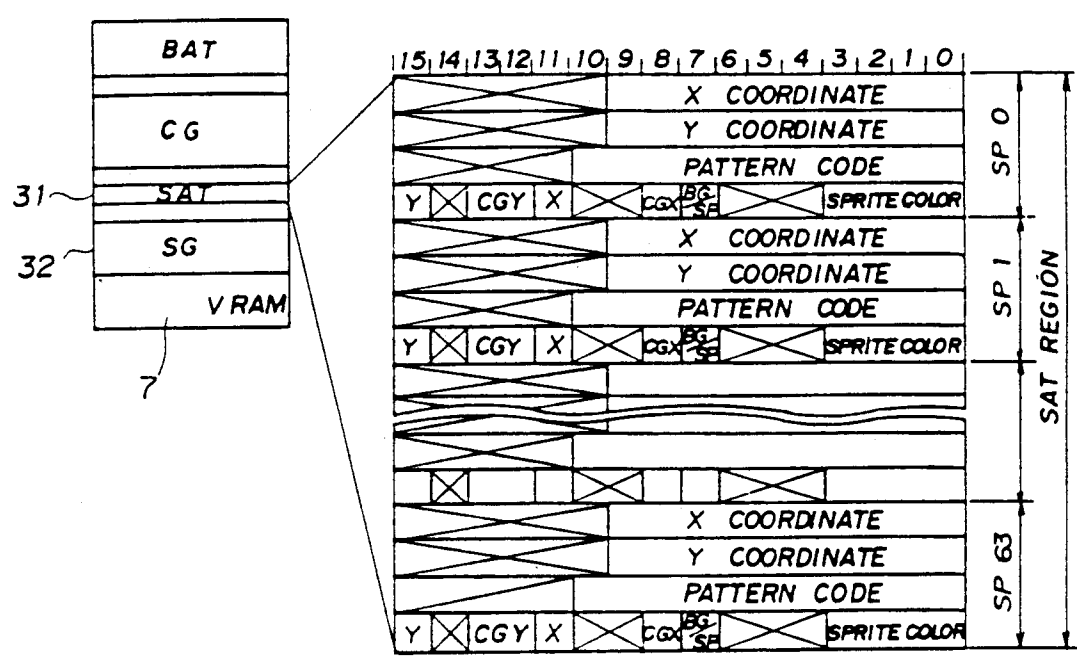 BAT
CG
31
SAT
32
SG
V RAM
7
15 14 13 12 11 10 9 8 7 6 5 4 3 2 1 0
X COORDINATE
Y COORDINATE
PATTERN CODE
Y CGY X CGX BG/SP SPRITE COLOR
SP 0
X COORDINATE
Y COORDINATE
PATTERN CODE
Y CGY X CGX BG/SP SPRITE COLOR
SP 1
X COORDINATE
Y COORDINATE
PATTERN CODE
Y CGY X CGX BG/SP SPRITE COLOR
SP 63
SAT REGION